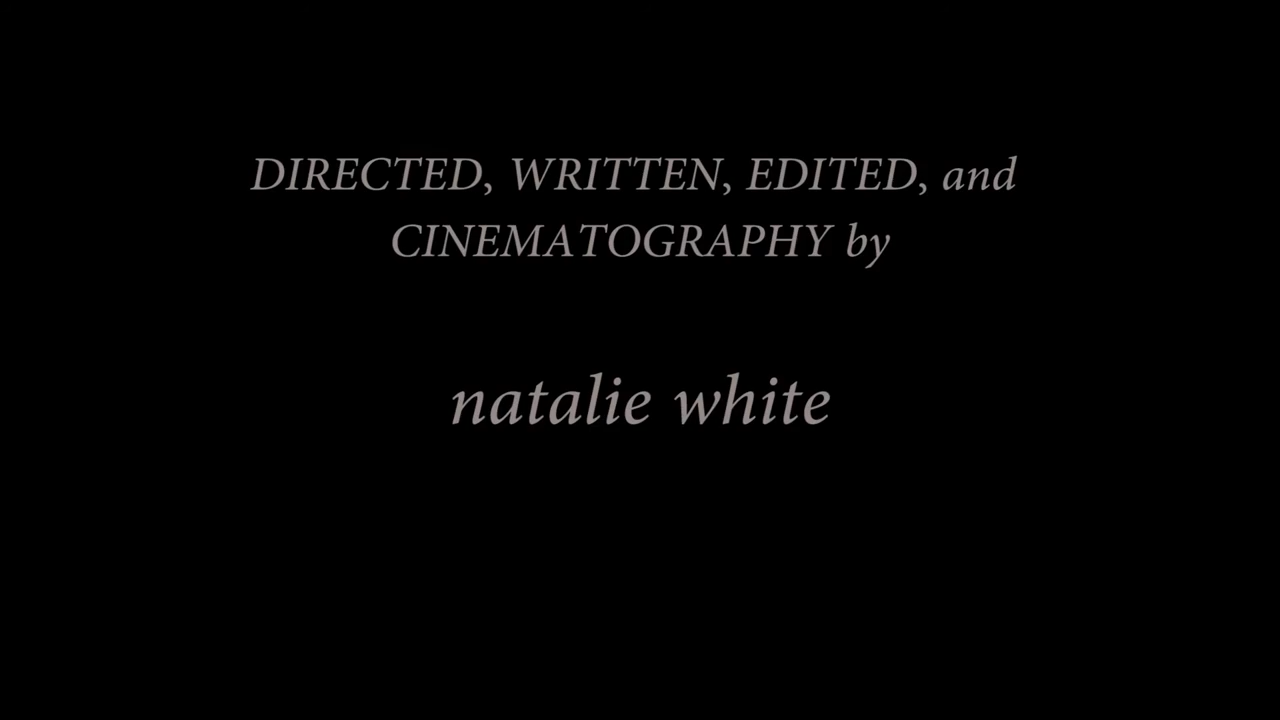 DIRECTED, WRITTEN, EDITED, and
CINEMATOGRAPHY by
natalie white